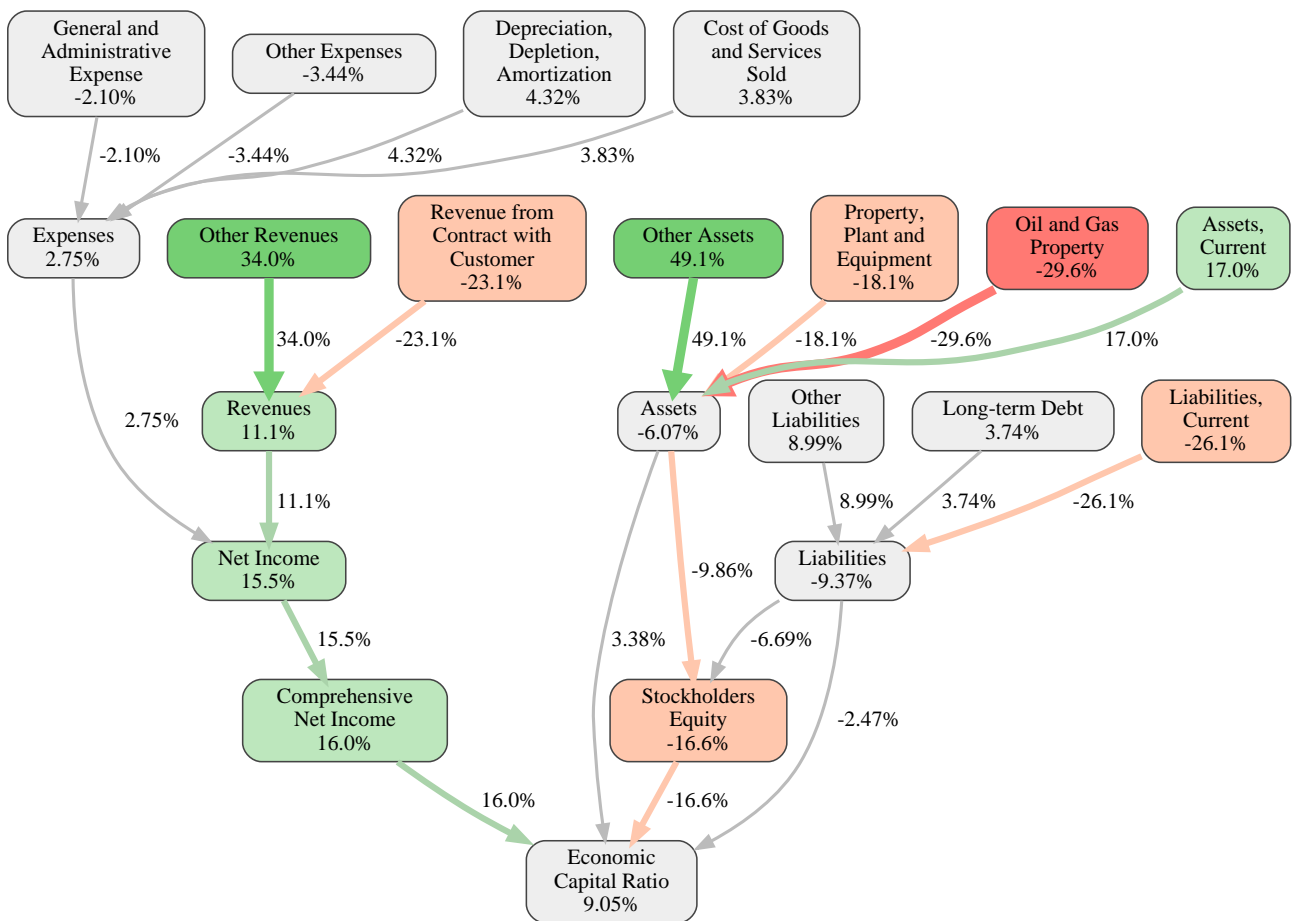 General and
Administrative
Expense
-2.10%
Other Expenses
-3.44%
Depreciation,
Depletion,
Amortization
4.32%
Cost of Goods
and Services
Sold
3.83%
-2.10%
-3.44%
4.32%
3.83%
Expenses
2.75%
Other Revenues
34.0%
Revenue from
Contract with
Customer
-23.1%
Other Assets
49.1%
Property,
Plant and
Equipment
-18.1%
Oil and Gas
Property
-29.6%
Assets,
Current
17.0%
34.0%
-23.1%
49.1%
-18.1%
-29.6%
17.0%
2.75%
Revenues
11.1%
Assets
-6.07%
Other
Liabilities
8.99%
Long-term Debt
3.74%
Liabilities,
Current
-26.1%
11.1%
8.99%
3.74%
-26.1%
Net Income
15.5%
-9.86%
Liabilities
-9.37%
15.5%
3.38%
-6.69%
-2.47%
Comprehensive
Net Income
16.0%
Stockholders
Equity
-16.6%
16.0%
-16.6%
Economic
Capital Ratio
9.05%